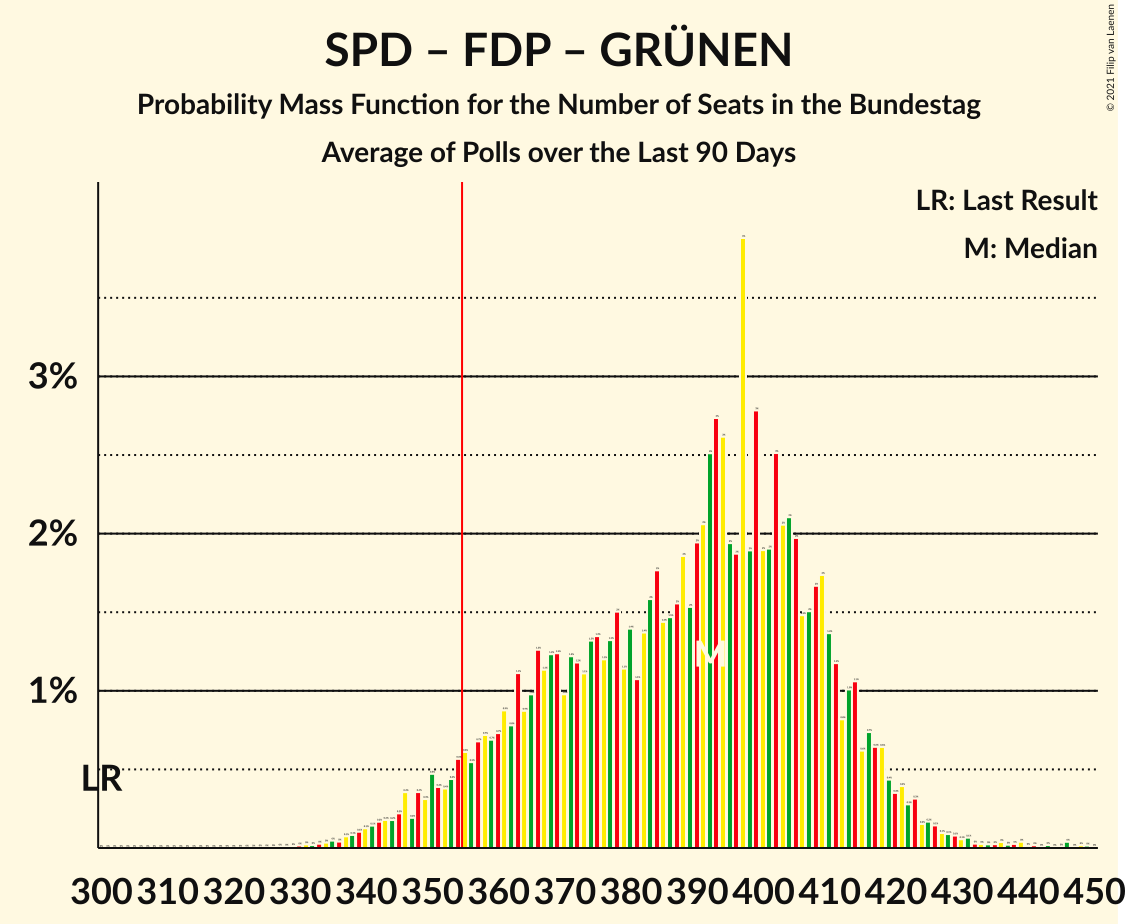 SPD – FDP – GRÜNEN
Probability Mass Function for the Number of Seats in the Bundestag
Average of Polls over the Last 90 Days
© 2021 Filip van Laenen
LR: Last Result
M: Median
3%
2%
1%
M
LR
300 310 320 330 340 350 360 370 380 390 400 410 420 430 440 450